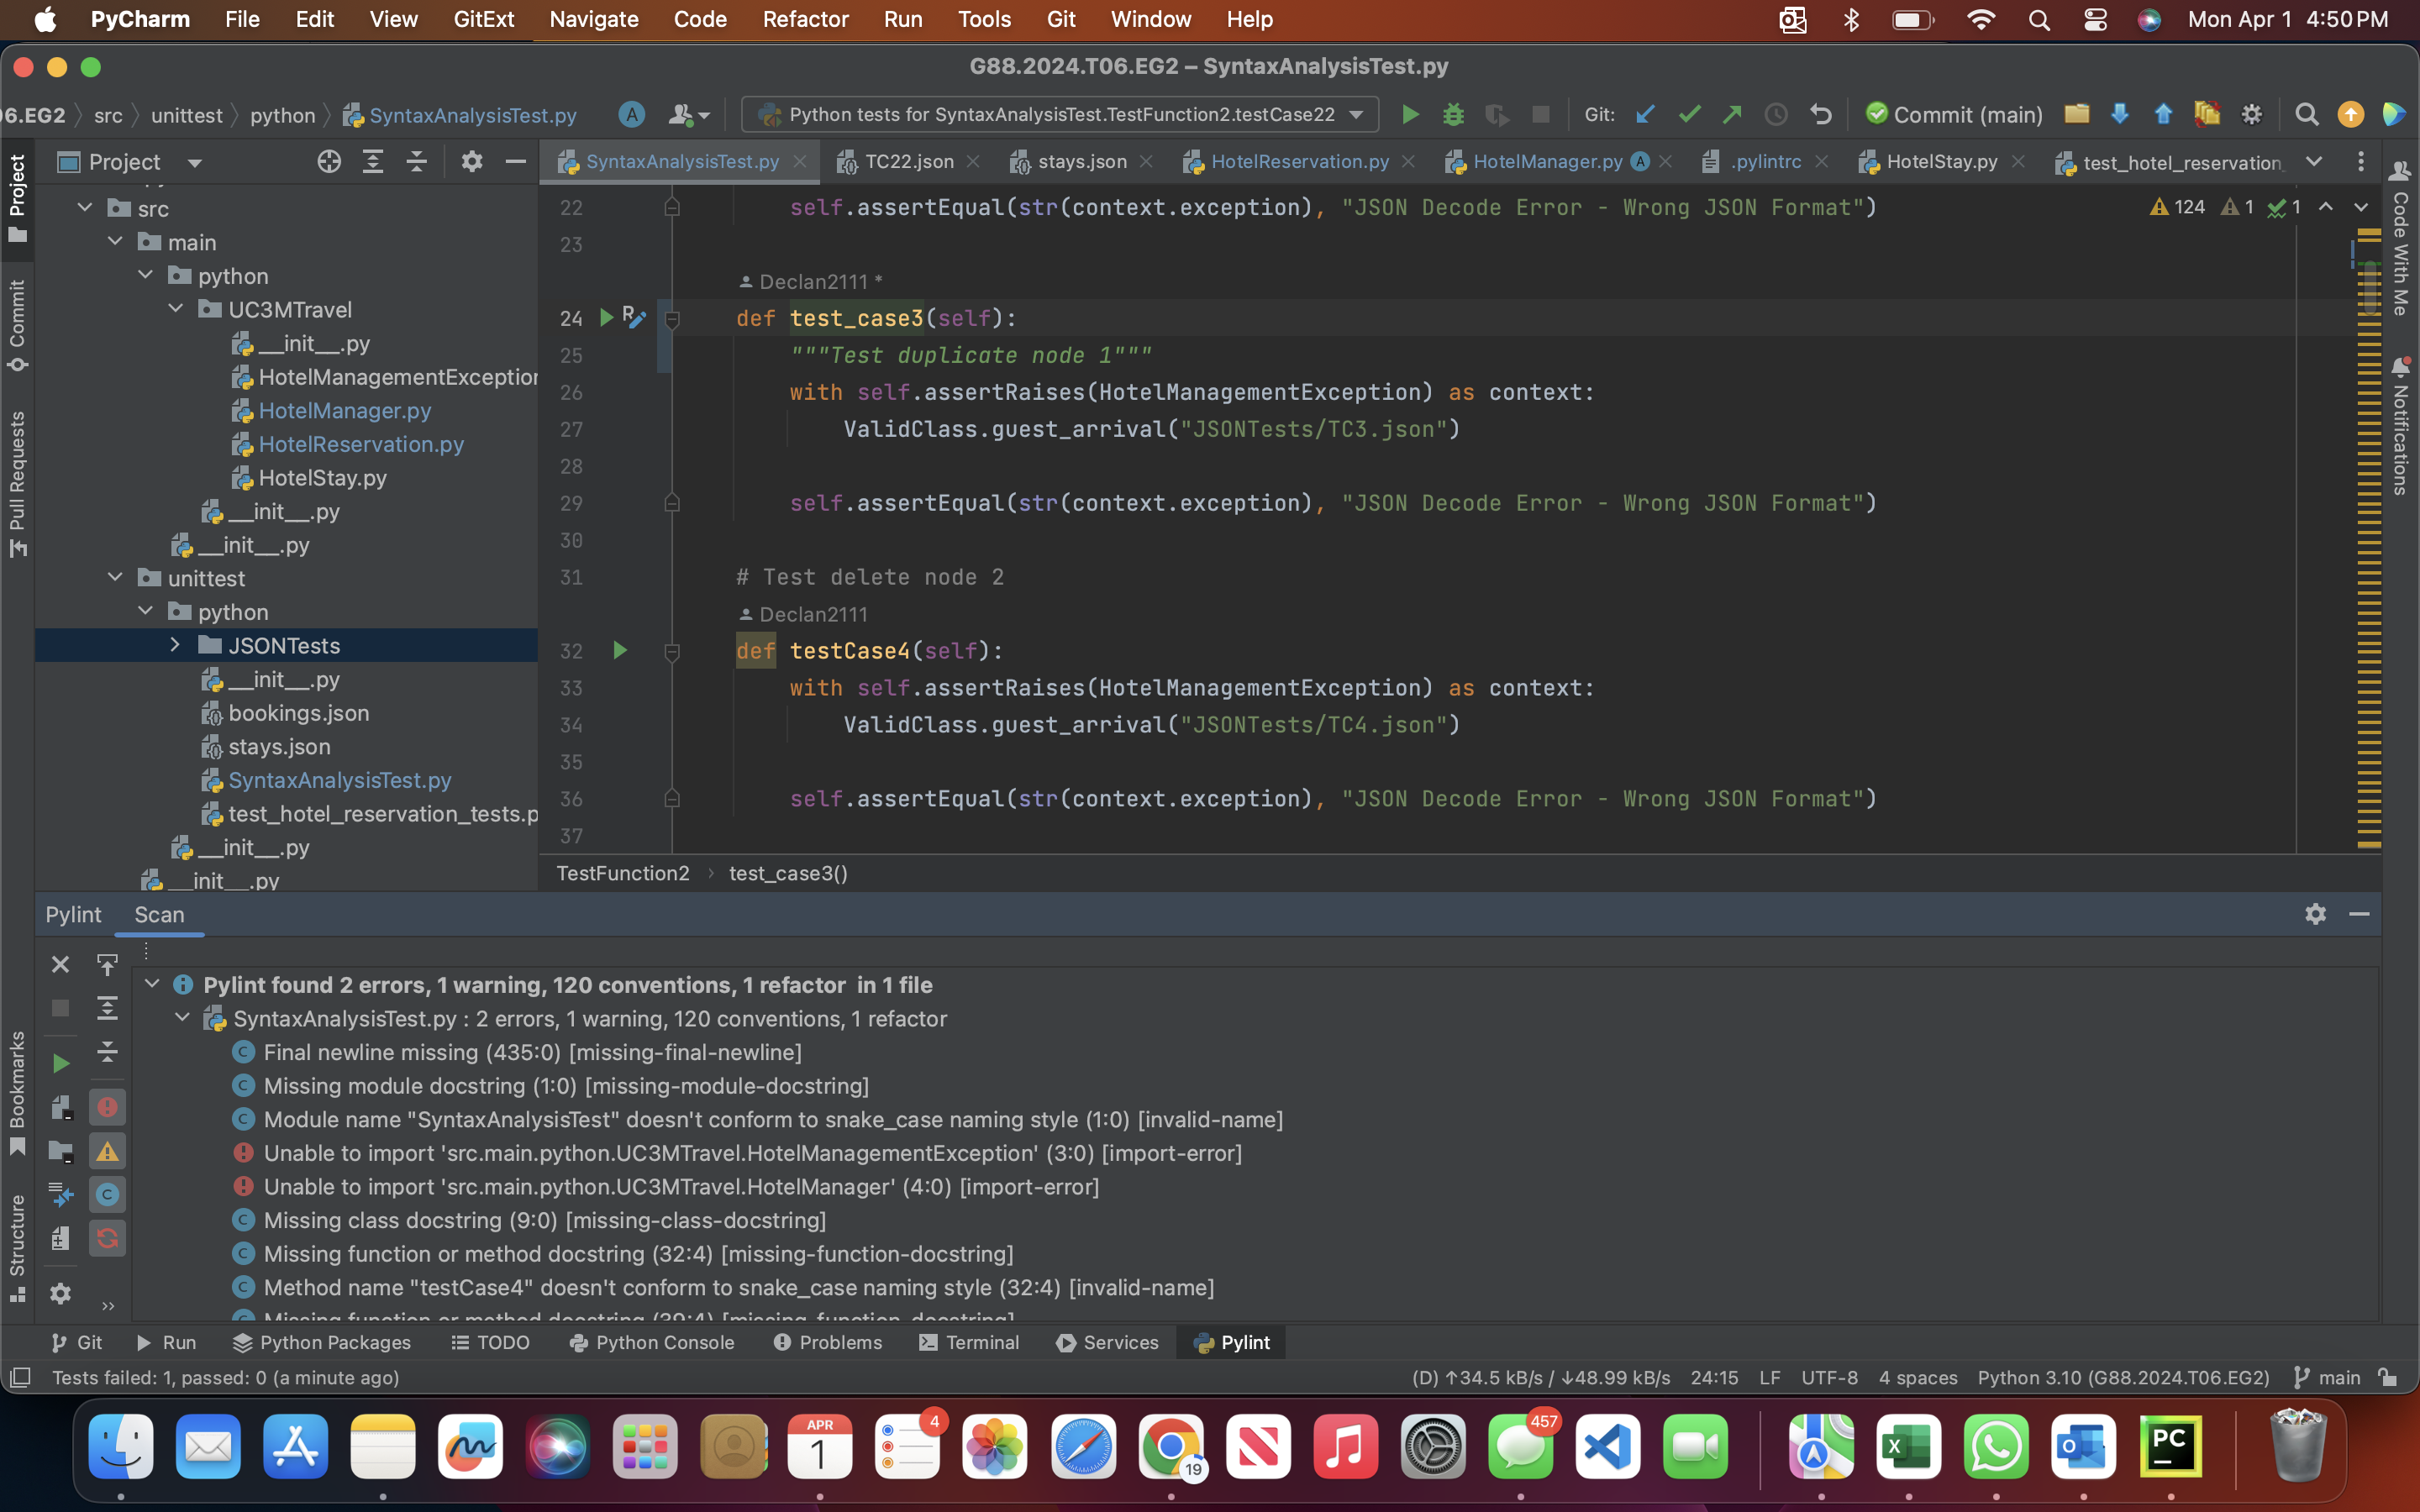 PyCharm File Edit View GitExt Navigate Code Refactor Run Tools Git Window Help Mon Apr 1 4:50 PM
G88.2024.T06.EG2 – SyntaxAnalysisTest.py
06.EG2 src unittest python SyntaxAnalysisTest.py A Python tests for SyntaxAnalysisTest.TestFunction2.testCase22 Git: Commit (main)
Project
SyntaxAnalysisTest.py TC22.json stays.json HotelReservation.py HotelManager.py A .pylintrc HotelStay.py test_hotel_reservation_
Project
Commit
Pull Requests
Bookmarks
Structure
src
main
python
UC3MTravel
__init__.py
HotelManagementException
HotelManager.py
HotelReservation.py
HotelStay.py
__init__.py
__init__.py
unittest
python
JSONTests
__init__.py
bookings.json
stays.json
SyntaxAnalysisTest.py
test_hotel_reservation_tests.p
__init__.py
__init__.py
124 1 1
22 self.assertEqual(str(context.exception), "JSON Decode Error - Wrong JSON Format")
23
Declan2111 *
24 def test_case3(self):
25 """Test duplicate node 1"""
26 with self.assertRaises(HotelManagementException) as context:
27 ValidClass.guest_arrival("JSONTests/TC3.json")
28
29 self.assertEqual(str(context.exception), "JSON Decode Error - Wrong JSON Format")
30
31 # Test delete node 2
Declan2111
32 def testCase4(self):
33 with self.assertRaises(HotelManagementException) as context:
34 ValidClass.guest_arrival("JSONTests/TC4.json")
35
36 self.assertEqual(str(context.exception), "JSON Decode Error - Wrong JSON Format")
37
TestFunction2 test_case3()
Code With Me
Notifications
Pylint Scan
Pylint found 2 errors, 1 warning, 120 conventions, 1 refactor in 1 file
SyntaxAnalysisTest.py : 2 errors, 1 warning, 120 conventions, 1 refactor
Final newline missing (435:0) [missing-final-newline]
Missing module docstring (1:0) [missing-module-docstring]
Module name "SyntaxAnalysisTest" doesn't conform to snake_case naming style (1:0) [invalid-name]
Unable to import 'src.main.python.UC3MTravel.HotelManagementException' (3:0) [import-error]
Unable to import 'src.main.python.UC3MTravel.HotelManager' (4:0) [import-error]
Missing class docstring (9:0) [missing-class-docstring]
Missing function or method docstring (32:4) [missing-function-docstring]
Method name "testCase4" doesn't conform to snake_case naming style (32:4) [invalid-name]
Missing function or method docstring (39:4) [missing-function-docstring]
Git Run Python Packages TODO Python Console Problems Terminal Services Pylint
Tests failed: 1, passed: 0 (a minute ago) (D) ↑34.5 kB/s / ↓48.99 kB/s 24:15 LF UTF-8 4 spaces Python 3.10 (G88.2024.T06.EG2) main
APR
1
4
19
457
PC